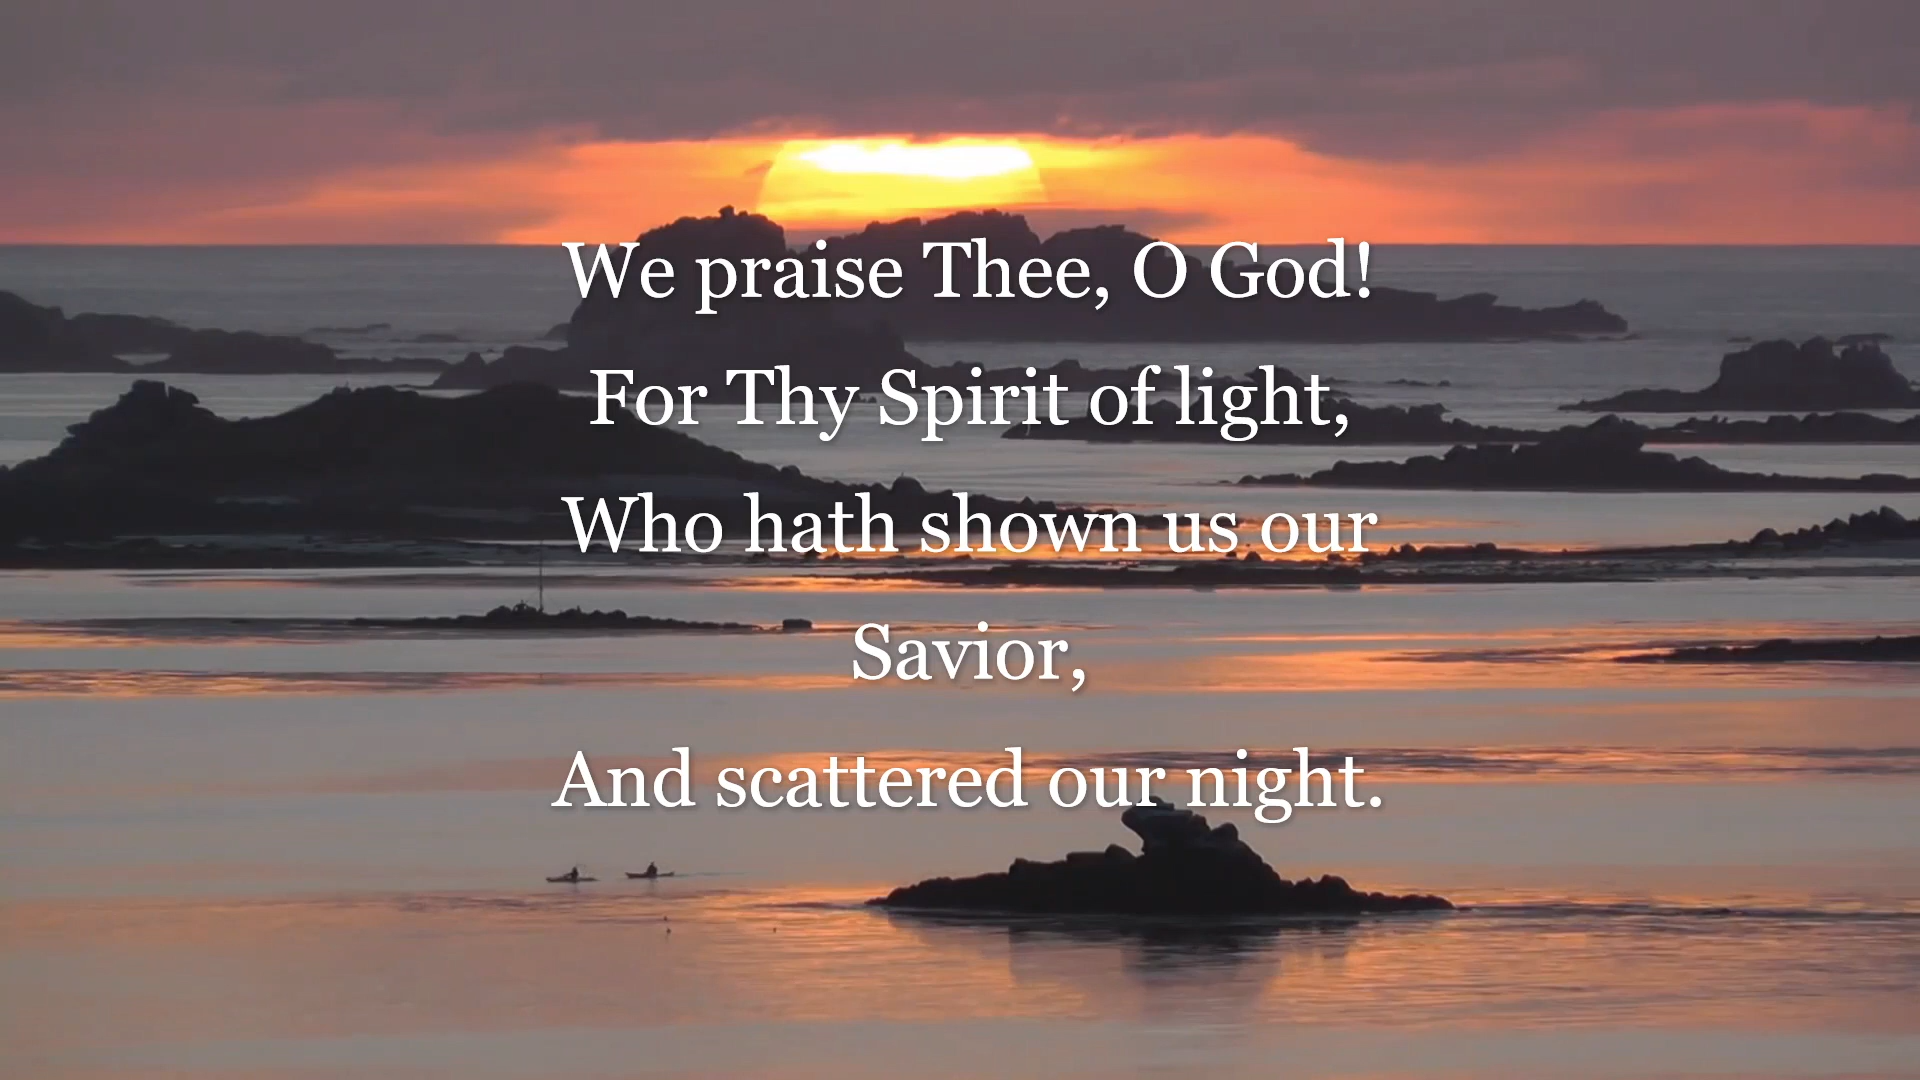 We praise Thee, O God!
For Thy Spirit of light,
Who hath shown us our
Savior,
And scattered our night.